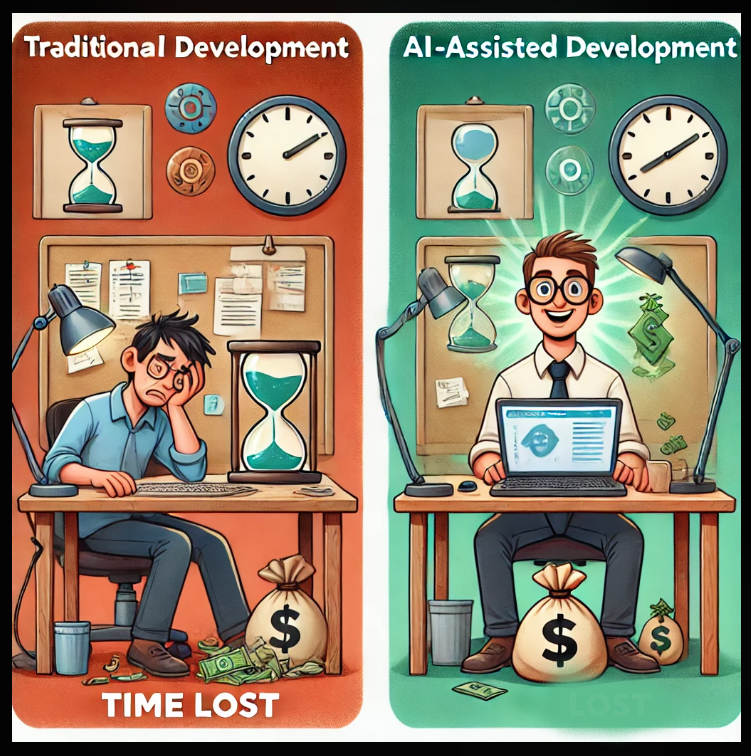 Traditional Development
AI-Assisted Development
$
$
$
$
TIME LOST
LOST